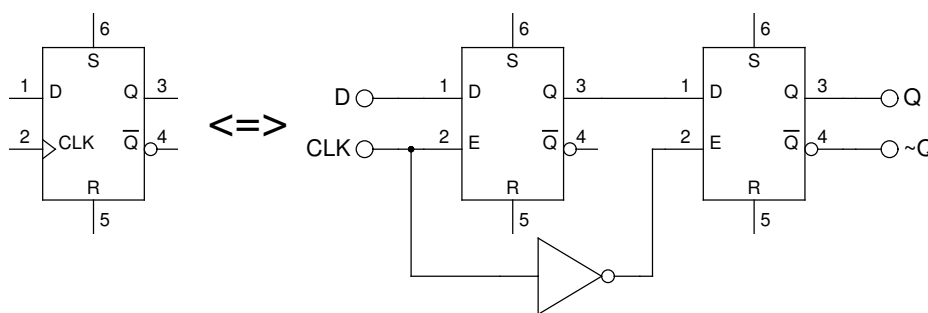 6
S
1 D Q 3
2 CLK Q̅ 4
R
5
<=>
6
S
D 1 D Q 3
CLK 2 E Q̅ 4
R
5
6
S
1 D Q 3 Q
2 E Q̅ 4 ~Q
R
5